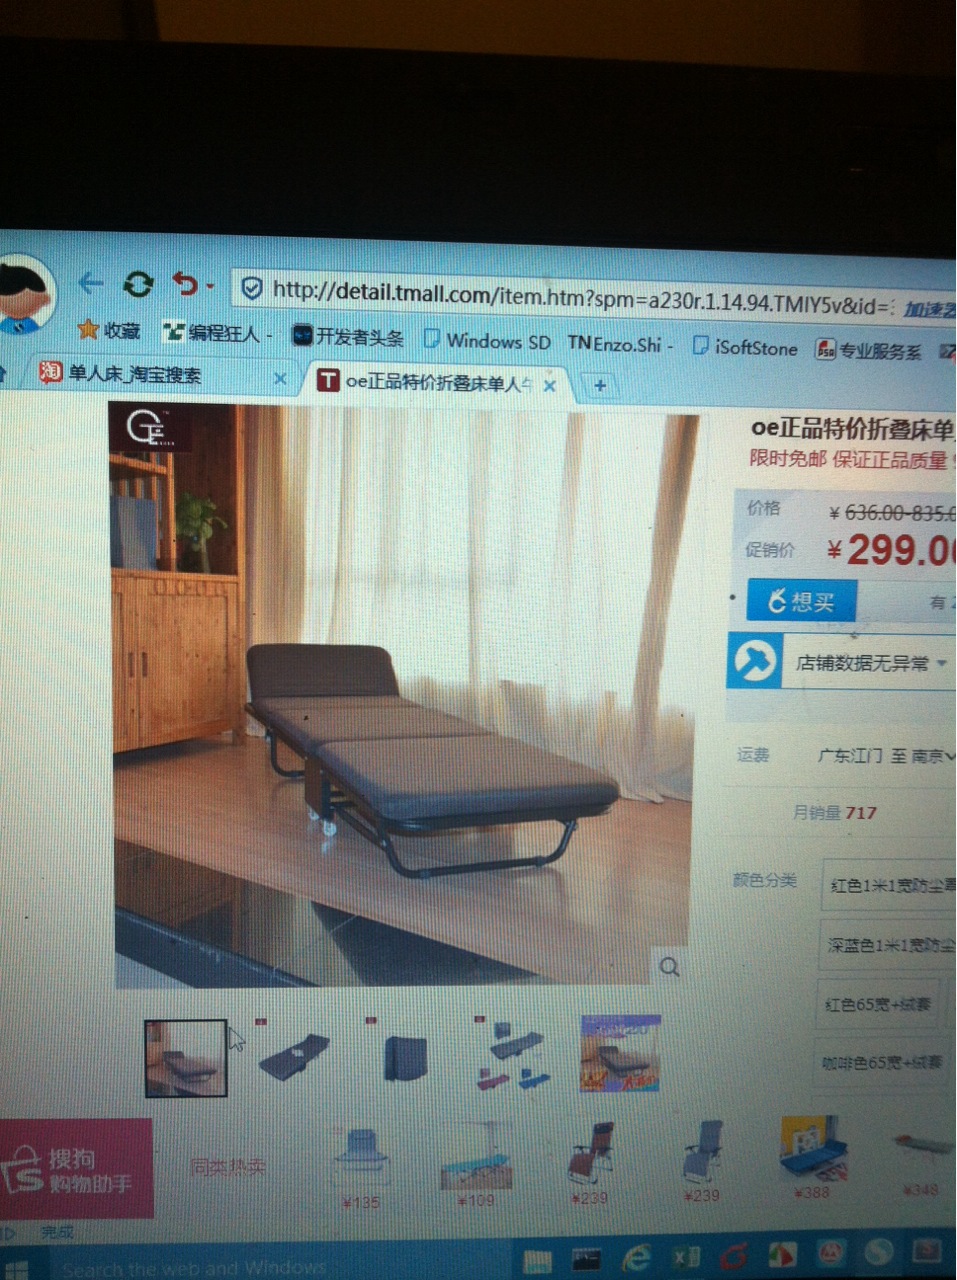 http://detail.tmall.com/item.htm?spm=a230r.1.14.94.TMIY5v&id=: 加速器
收藏 编程狂人 - 开发者头条 Windows SD TN Enzo.Shi - iSoftStone 专业服务系
单人床_淘宝搜索 × oe正品特价折叠床单人 × +
oe正品特价折叠床单
限时免邮 保证正品质量
价格 ¥ 636.00-835.0
促销价 ¥ 299.00
想买 有
店铺数据无异常
运费 广东江门 至 南京
月销量 717
颜色分类 红色1米1宽防尘罩
深蓝色1米1宽防尘
红色65宽+绒套
咖啡色65宽+绒套
搜狗
购物助手
同类热卖
¥135 ¥109 ¥239 ¥239 ¥388 ¥348
完成
Search the web and Windows